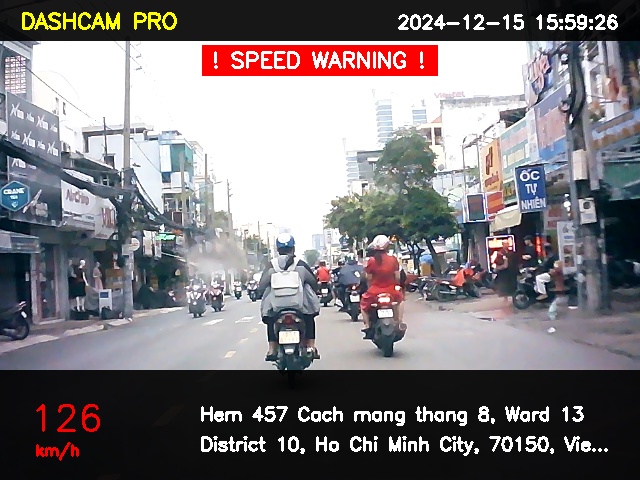 DASHCAM PRO
2024-12-15 15:59:26
! SPEED WARNING !
ỐC
TỰ
NHIÊN
126
km/h
Hem 457 Cach mang thang 8, Ward 13
District 10, Ho Chi Minh City, 70150, Vie...